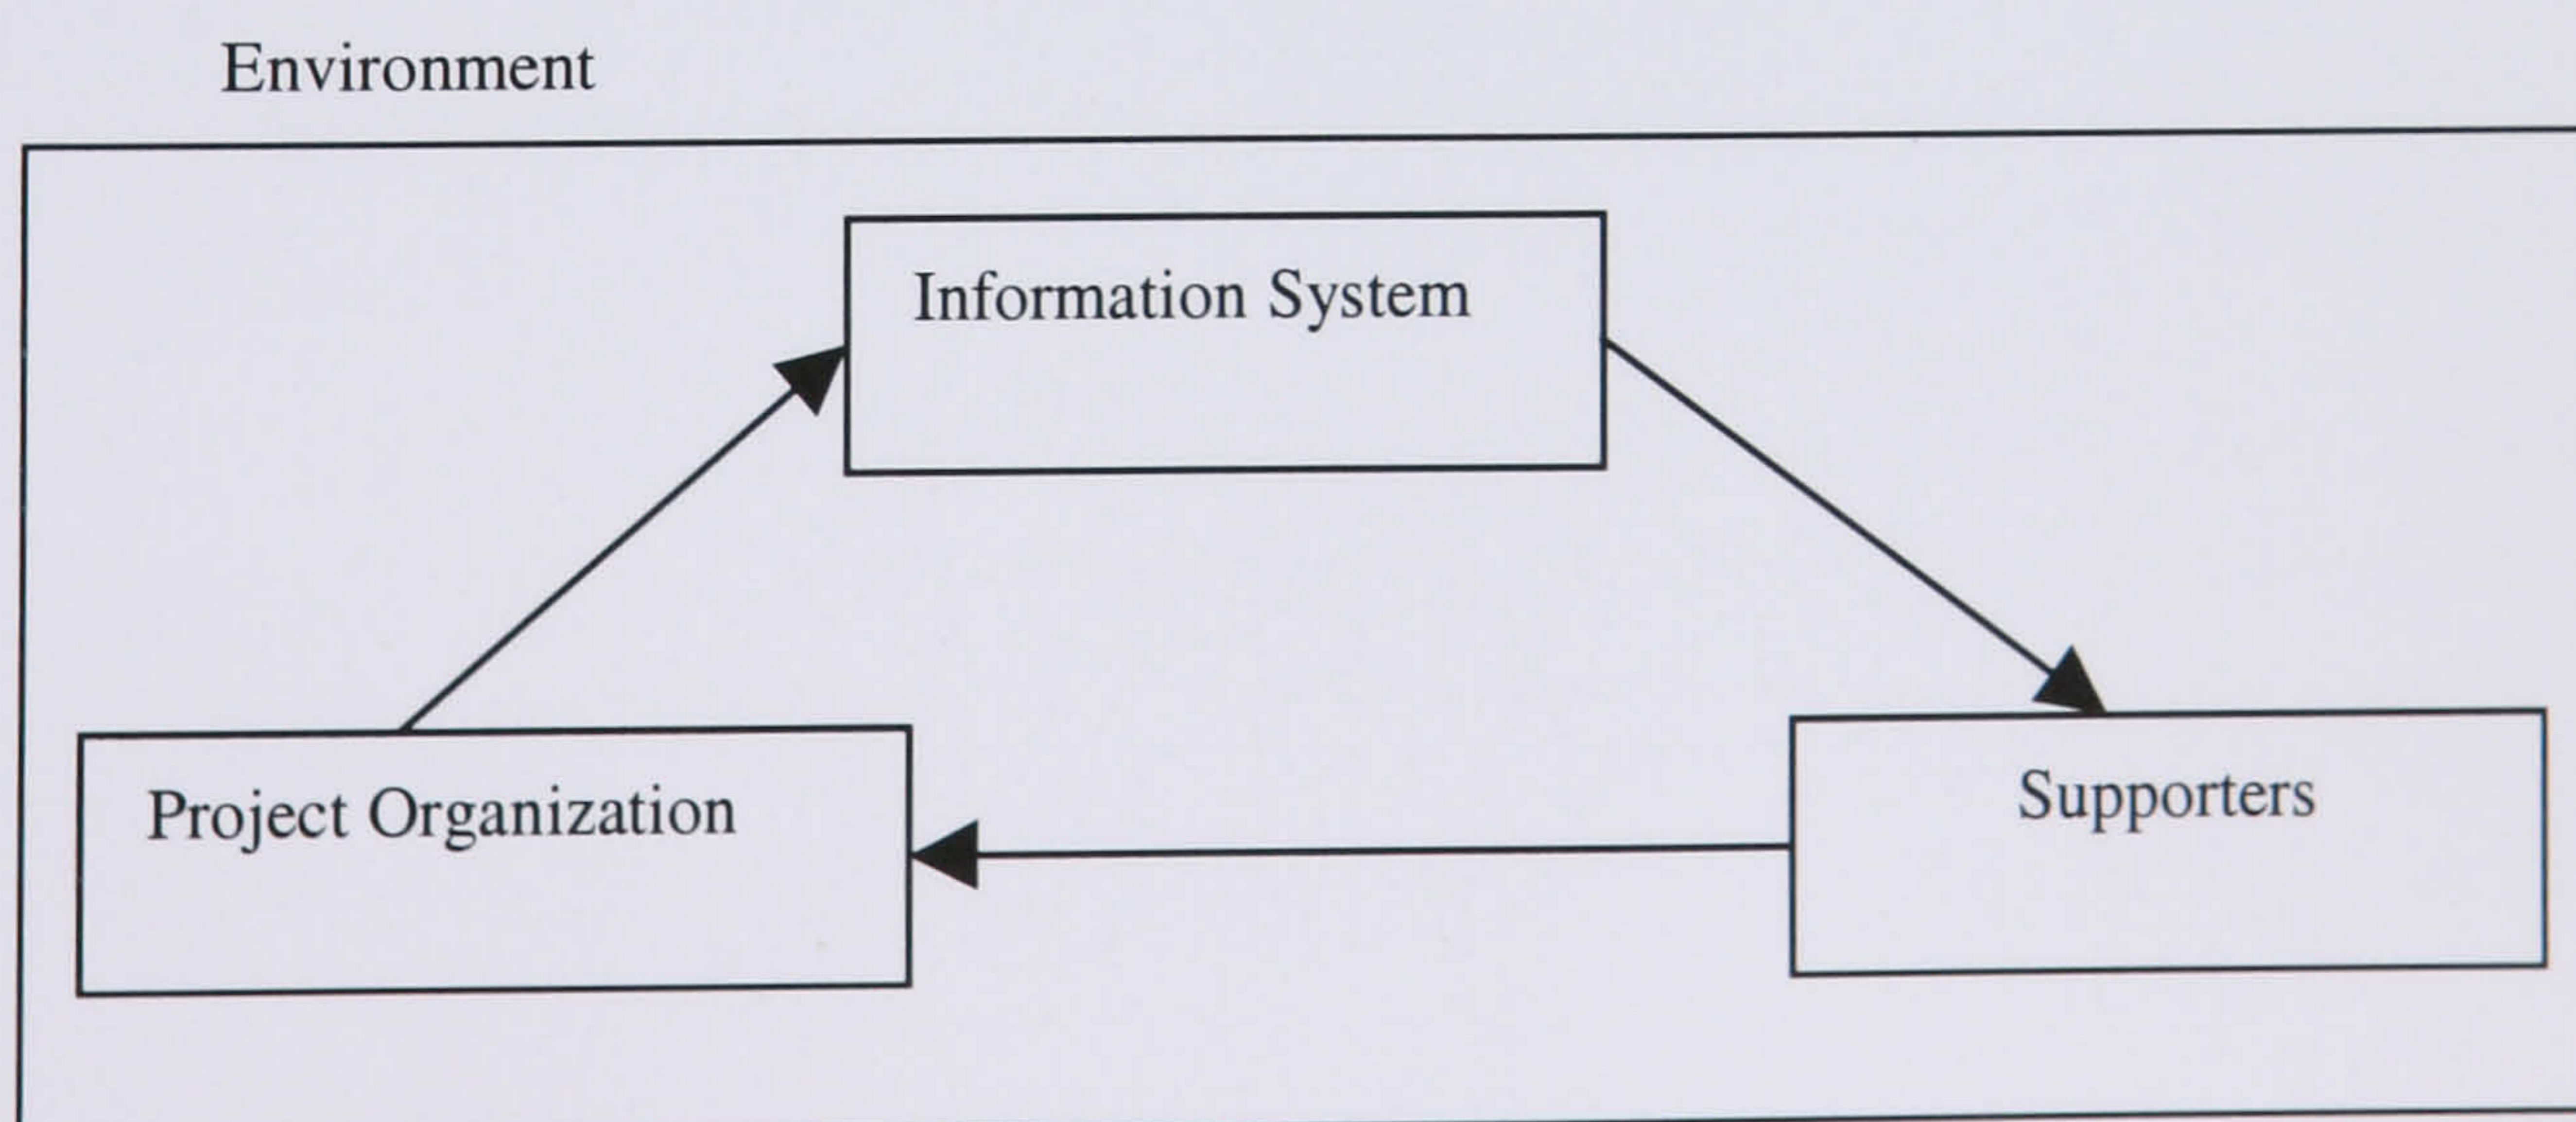 Environment
Information System
Project Organization
Supporters